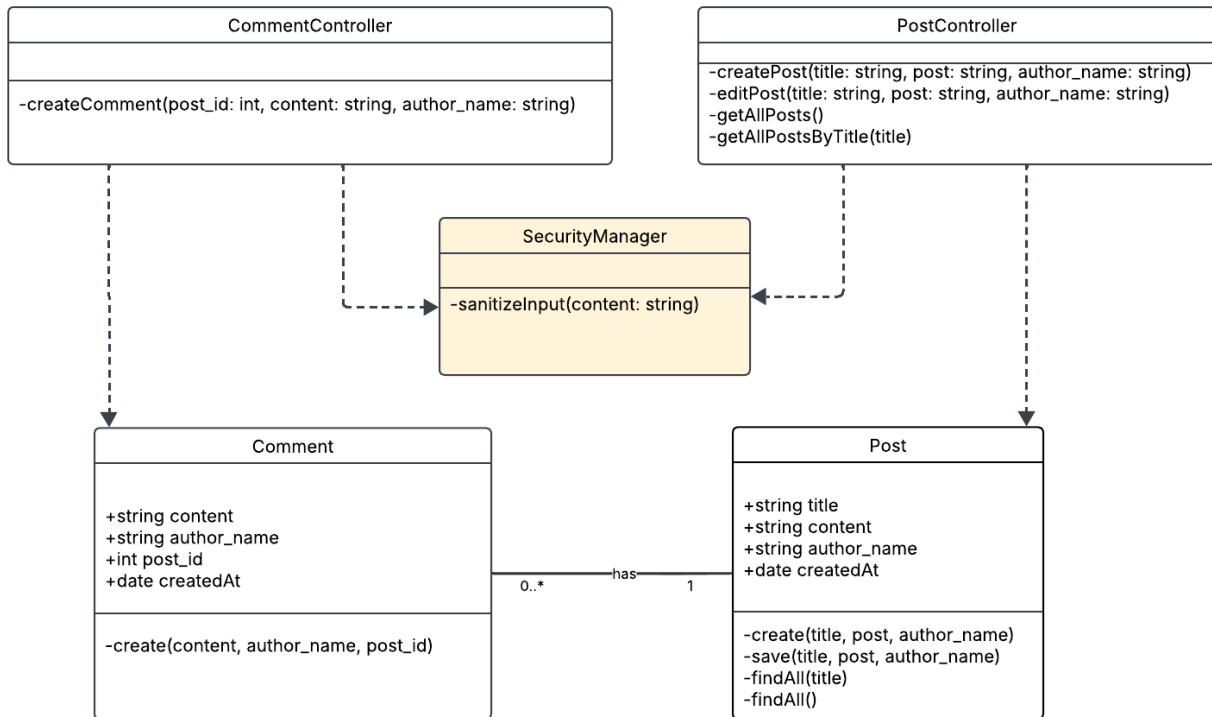 CommentController
-createComment(post_id: int, content: string, author_name: string)
PostController
-createPost(title: string, post: string, author_name: string)
-editPost(title: string, post: string, author_name: string)
-getAllPosts()
-getAllPostsByTitle(title)
SecurityManager
-sanitizeInput(content: string)
Comment
+string content
+string author_name
+int post_id
+date createdAt
-create(content, author_name, post_id)
0..*
has
1
Post
+string title
+string content
+string author_name
+date createdAt
-create(title, post, author_name)
-save(title, post, author_name)
-findAll(title)
-findAll()